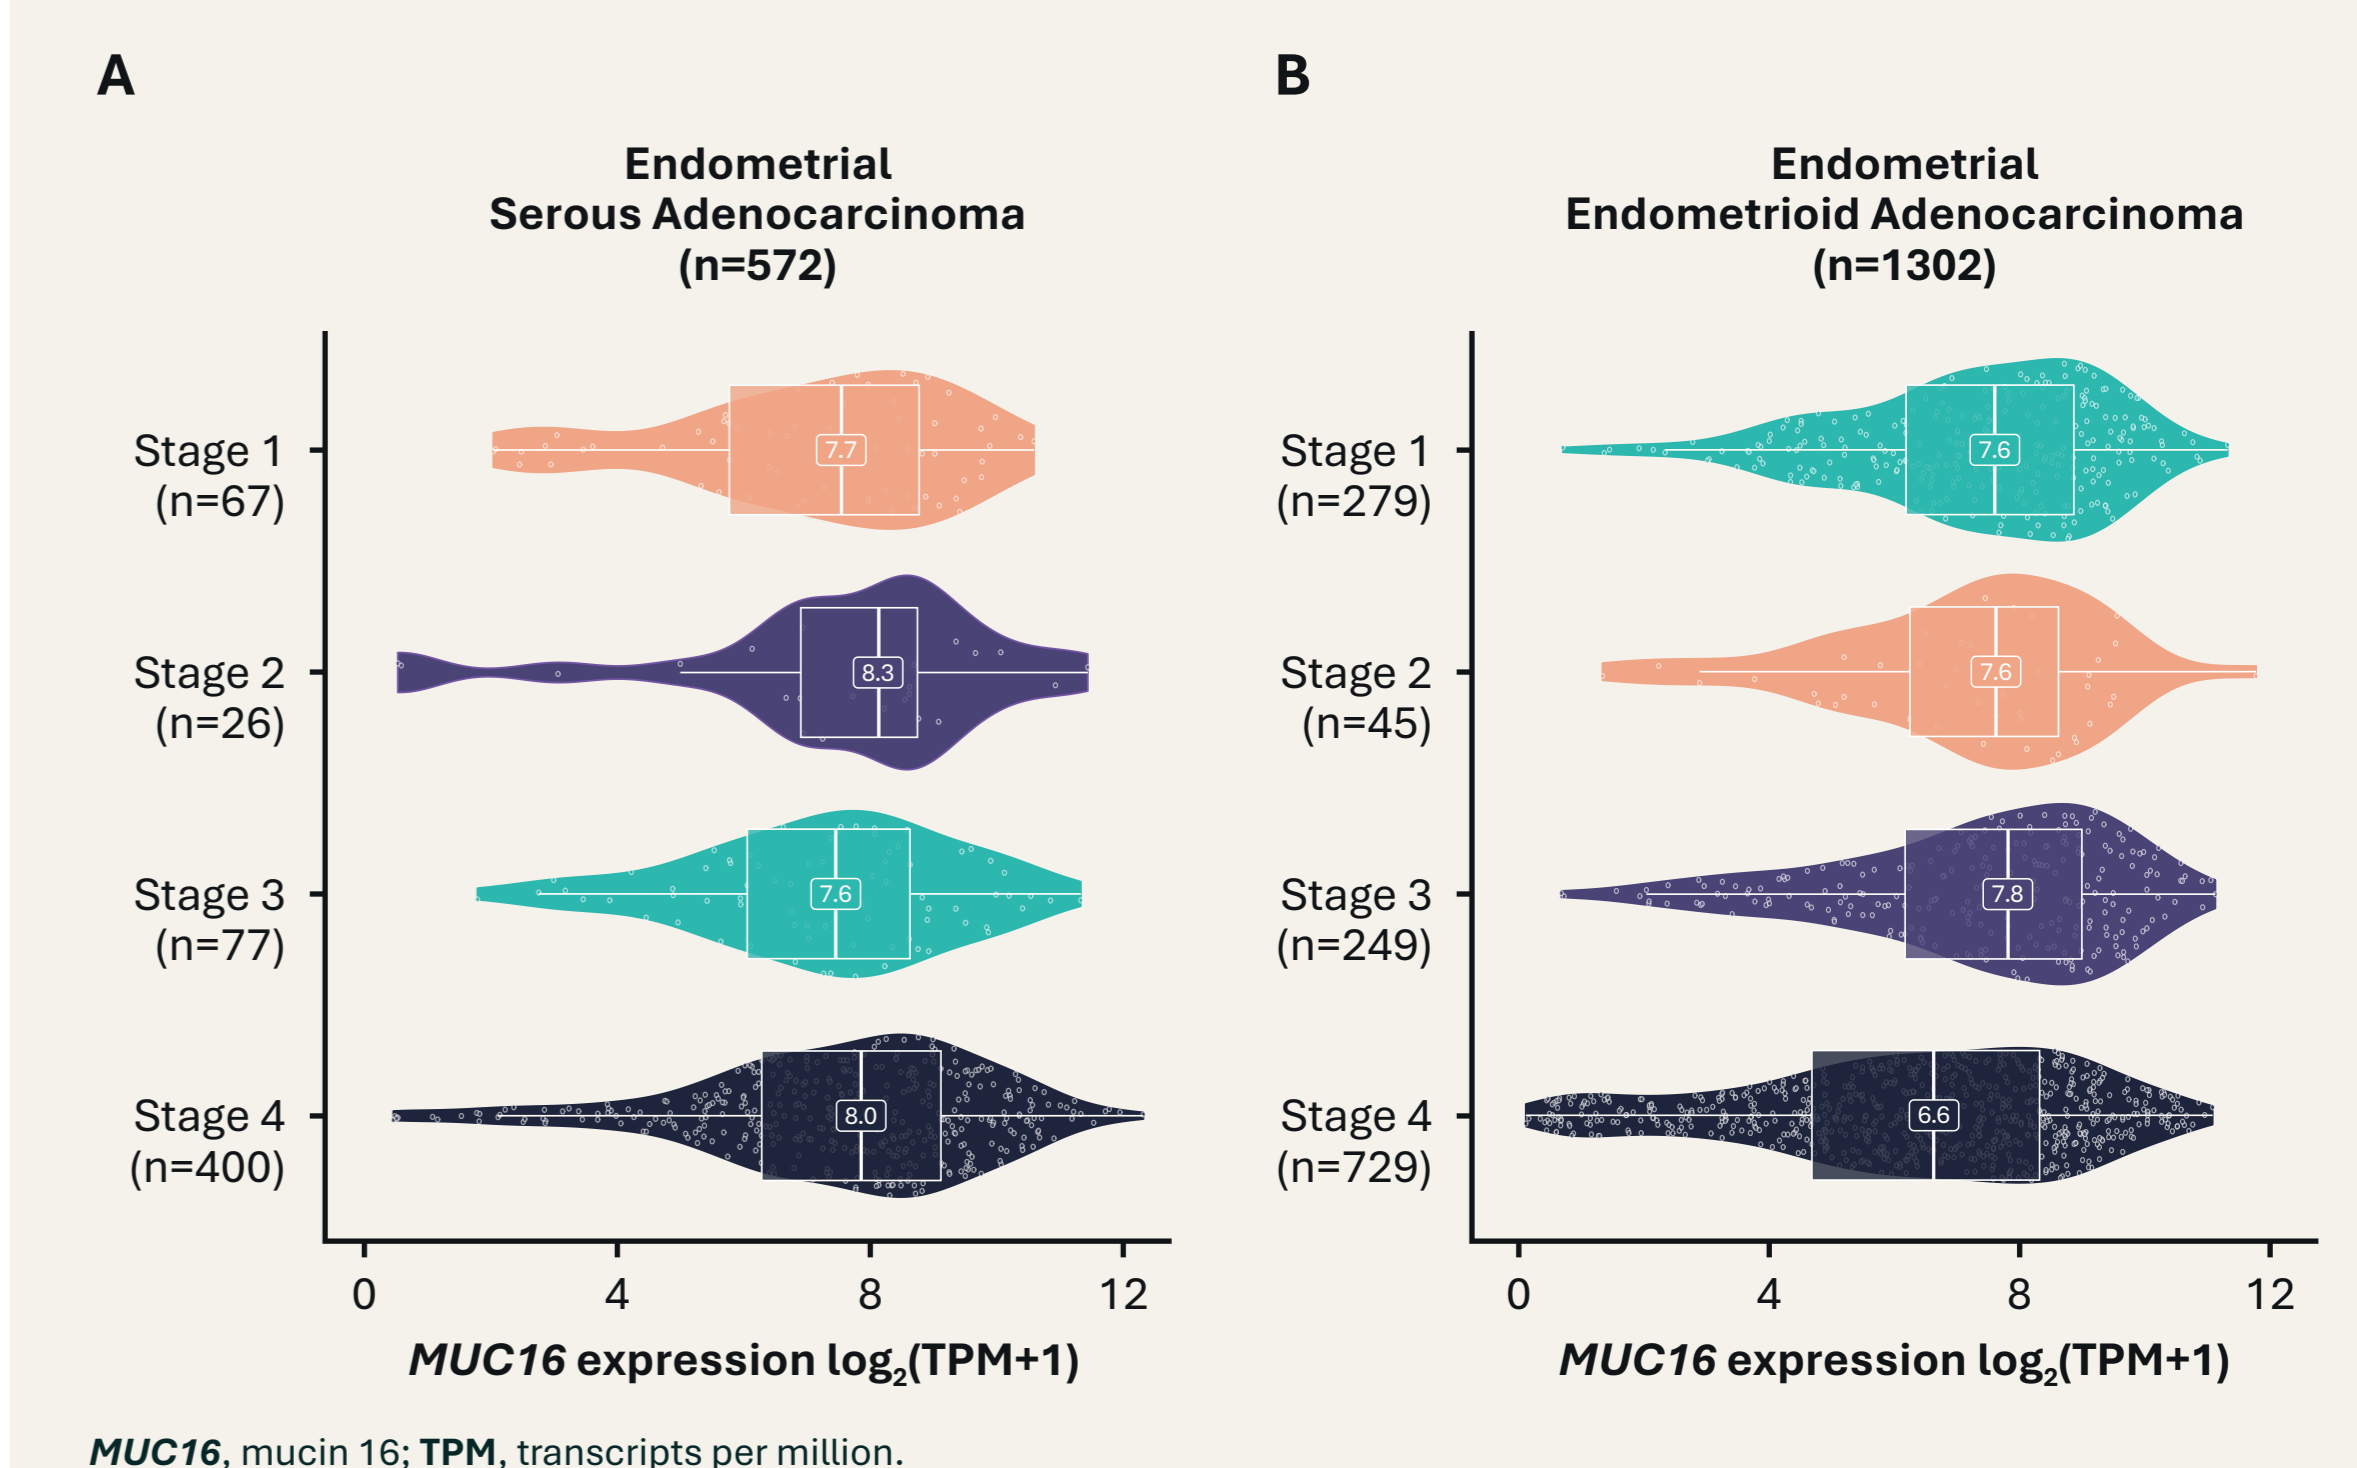 A
Endometrial
Serous Adenocarcinoma
(n=572)
Stage 1
(n=67)
7.7
Stage 2
(n=26)
8.3
Stage 3
(n=77)
7.6
Stage 4
(n=400)
8.0
0 4 8 12
MUC16 expression log₂(TPM+1)
B
Endometrial
Endometrioid Adenocarcinoma
(n=1302)
Stage 1
(n=279)
7.6
Stage 2
(n=45)
7.6
Stage 3
(n=249)
7.8
Stage 4
(n=729)
6.6
0 4 8 12
MUC16 expression log₂(TPM+1)
MUC16, mucin 16; TPM, transcripts per million.